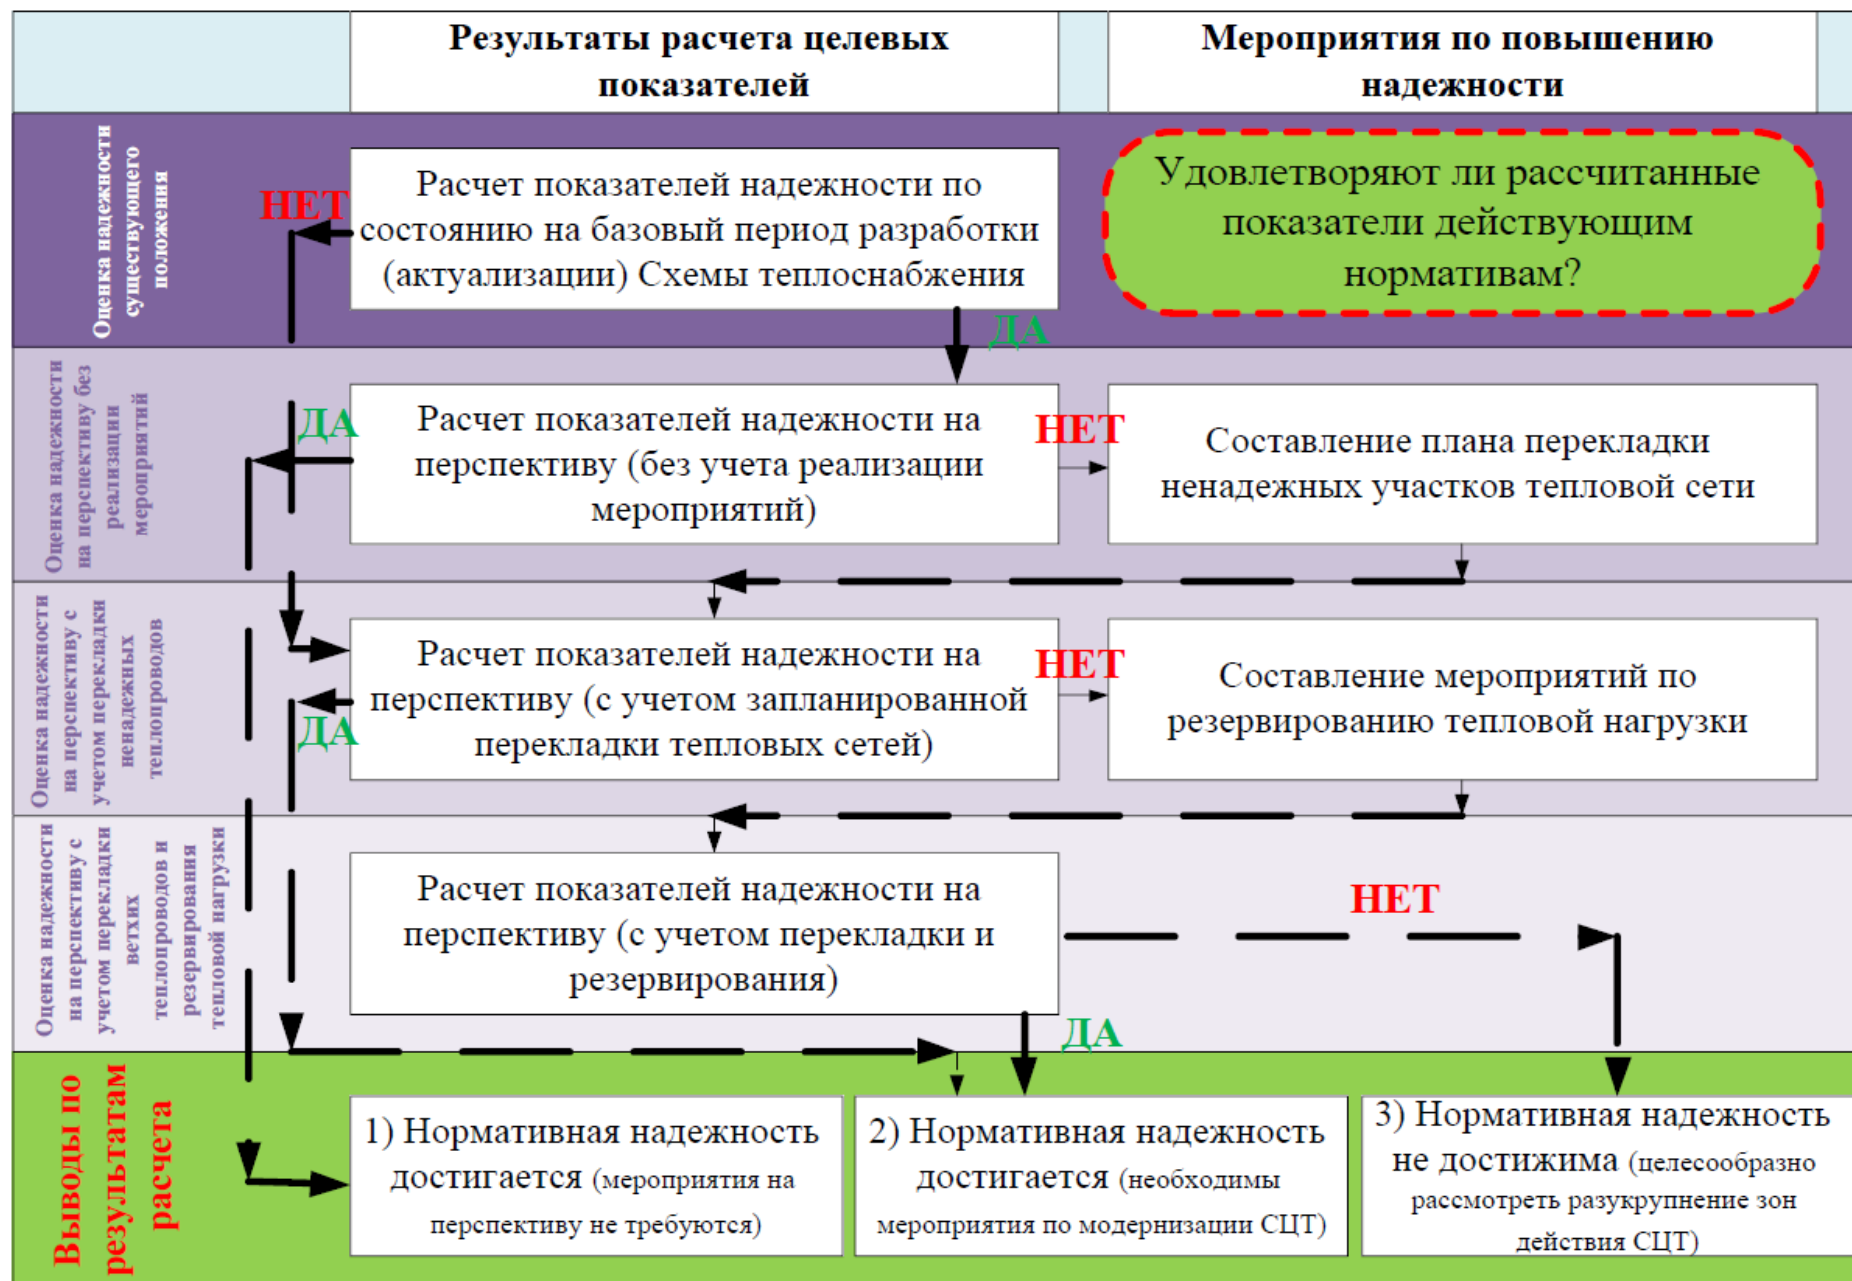 Результаты расчета целевых
показателей
Мероприятия по повышению
надежности
Оценка надежности
существующего
положения
НЕТ
Расчет показателей надежности по
состоянию на базовый период разработки
(актуализации) Схемы теплоснабжения
Удовлетворяют ли рассчитанные
показатели действующим
нормативам?
ДА
Оценка надежности
на перспективу без
реализации
мероприятий
ДА
Расчет показателей надежности на
перспективу (без учета реализации
мероприятий)
НЕТ
Составление плана перекладки
ненадежных участков тепловой сети
Оценка надежности
на перспективу с
учетом перекладки
ненадежных
теплопроводов
Расчет показателей надежности на
перспективу (с учетом запланированной
перекладки тепловых сетей)
НЕТ
ДА
Составление мероприятий по
резервированию тепловой нагрузки
Оценка надежности
на перспективу с
учетом перекладки
ветхих
теплопроводов и
резервирования
тепловой нагрузки
Расчет показателей надежности на
перспективу (с учетом перекладки и
резервирования)
НЕТ
ДА
Выводы по
результатам
расчета
1) Нормативная надежность
достигается (мероприятия на
перспективу не требуются)
2) Нормативная надежность
достигается (необходимы
мероприятия по модернизации СЦТ)
3) Нормативная надежность
не достижима (целесообразно
рассмотреть разукрупнение зон
действия СЦТ)